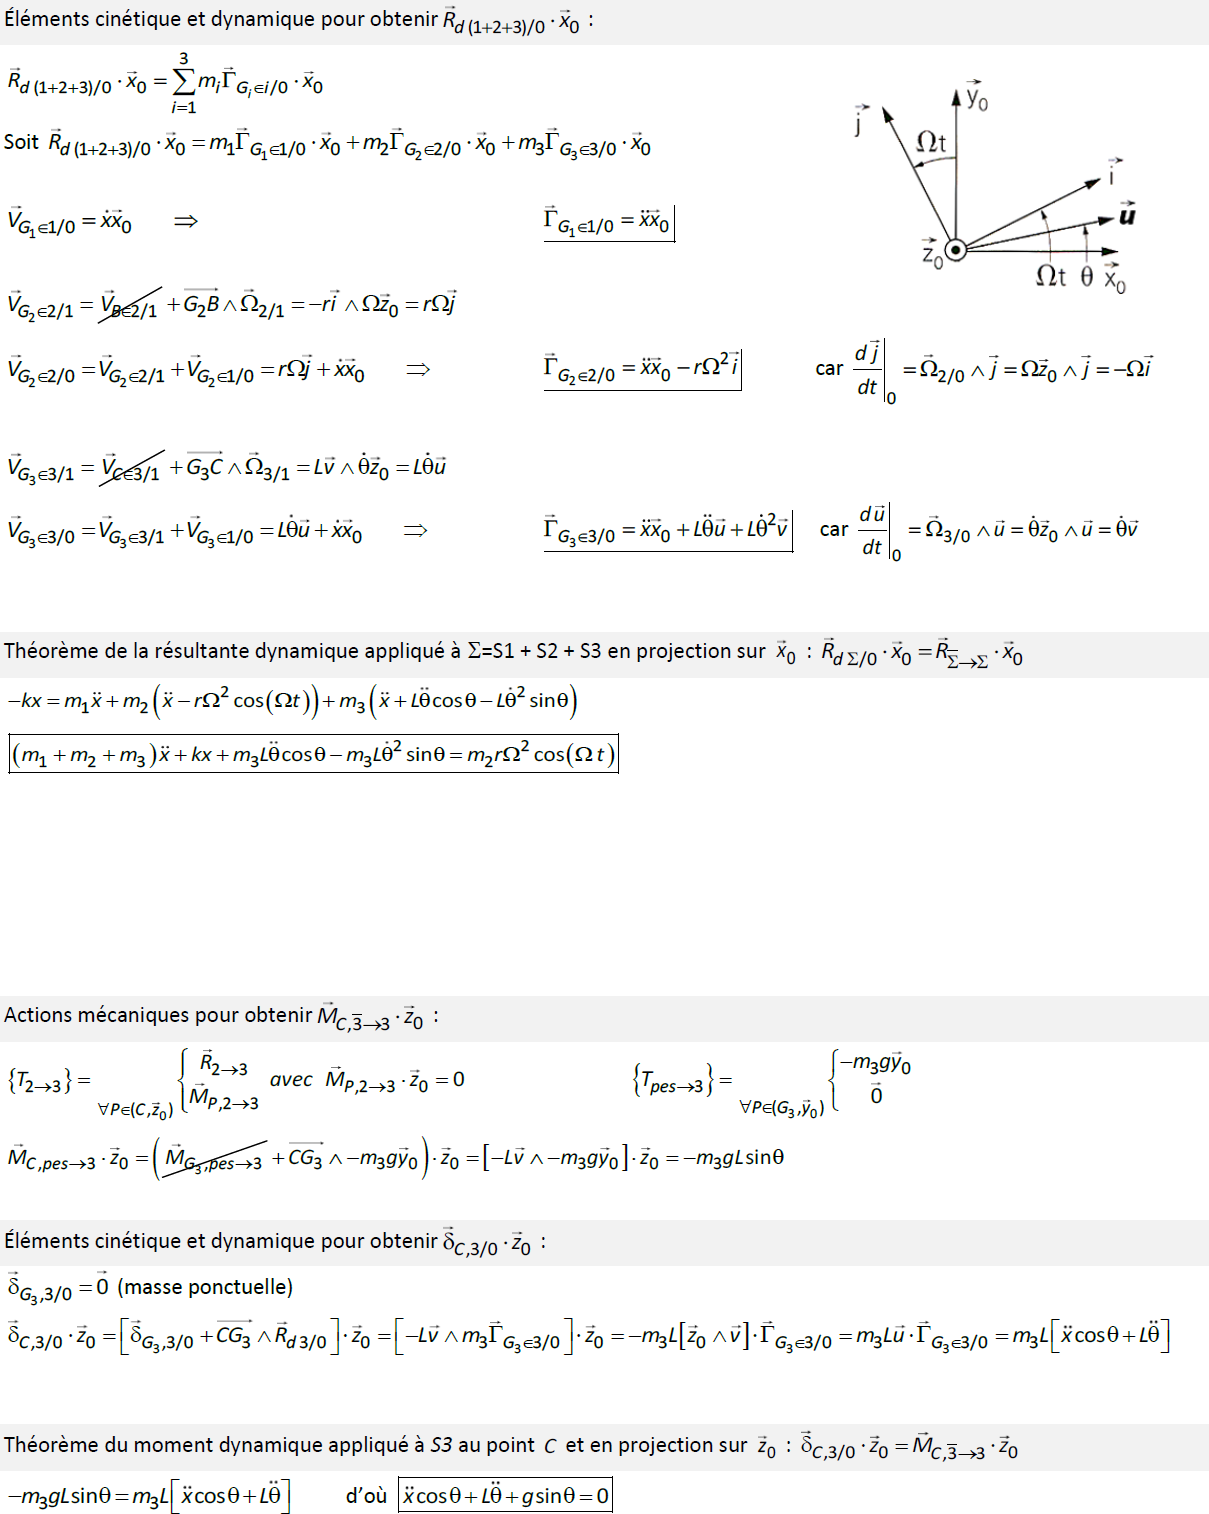 Éléments cinétique et dynamique pour obtenir $\vec{R}_{d\,(1+2+3)/0} \cdot \vec{x}_0$ :
$\vec{R}_{d\,(1+2+3)/0} \cdot \vec{x}_0 = \sum_{i=1}^{3} m_i \vec{\Gamma}_{G_i \in i/0} \cdot \vec{x}_0$
Soit $\vec{R}_{d\,(1+2+3)/0} \cdot \vec{x}_0 = m_1 \vec{\Gamma}_{G_1 \in 1/0} \cdot \vec{x}_0 + m_2 \vec{\Gamma}_{G_2 \in 2/0} \cdot \vec{x}_0 + m_3 \vec{\Gamma}_{G_3 \in 3/0} \cdot \vec{x}_0$
$\vec{y}_0$
$\vec{j}$
Ωt
$\vec{i}$
$\vec{u}$
$\vec{z}_0$
Ωt θ $\vec{x}_0$
$\vec{V}_{G_1 \in 1/0} = \dot{x}\vec{x}_0 \Rightarrow \vec{\Gamma}_{G_1 \in 1/0} = \ddot{x}\vec{x}_0$
$\vec{V}_{G_2 \in 2/1} = \cancel{\vec{V}_{B \in 2/1}} + \overrightarrow{G_2B} \wedge \vec{\Omega}_{2/1} = -r\vec{i} \wedge \Omega\vec{z}_0 = r\Omega\vec{j}$
$\vec{V}_{G_2 \in 2/0} = \vec{V}_{G_2 \in 2/1} + \vec{V}_{G_2 \in 1/0} = r\Omega\vec{j} + \dot{x}\vec{x}_0 \Rightarrow \vec{\Gamma}_{G_2 \in 2/0} = \ddot{x}\vec{x}_0 - r\Omega^2\vec{i}$ car $\left.\frac{d\vec{j}}{dt}\right|_0 = \vec{\Omega}_{2/0} \wedge \vec{j} = \Omega\vec{z}_0 \wedge \vec{j} = -\Omega\vec{i}$
$\vec{V}_{G_3 \in 3/1} = \cancel{\vec{V}_{C \in 3/1}} + \overrightarrow{G_3C} \wedge \vec{\Omega}_{3/1} = L\vec{v} \wedge \dot{\theta}\vec{z}_0 = L\dot{\theta}\vec{u}$
$\vec{V}_{G_3 \in 3/0} = \vec{V}_{G_3 \in 3/1} + \vec{V}_{G_3 \in 1/0} = L\dot{\theta}\vec{u} + \dot{x}\vec{x}_0 \Rightarrow \vec{\Gamma}_{G_3 \in 3/0} = \ddot{x}\vec{x}_0 + L\ddot{\theta}\vec{u} + L\dot{\theta}^2\vec{v}$ car $\left.\frac{d\vec{u}}{dt}\right|_0 = \vec{\Omega}_{3/0} \wedge \vec{u} = \dot{\theta}\vec{z}_0 \wedge \vec{u} = \dot{\theta}\vec{v}$
Théorème de la résultante dynamique appliqué à Σ=S1 + S2 + S3 en projection sur $\vec{x}_0$ : $\vec{R}_{d\,\Sigma/0} \cdot \vec{x}_0 = \vec{R}_{\overline{\Sigma} \rightarrow \Sigma} \cdot \vec{x}_0$
$-kx = m_1\ddot{x} + m_2\left(\ddot{x} - r\Omega^2\cos(\Omega t)\right) + m_3\left(\ddot{x} + L\ddot{\theta}\cos\theta - L\dot{\theta}^2\sin\theta\right)$
$(m_1 + m_2 + m_3)\ddot{x} + kx + m_3L\ddot{\theta}\cos\theta - m_3L\dot{\theta}^2\sin\theta = m_2r\Omega^2\cos(\Omega t)$
Actions mécaniques pour obtenir $\vec{M}_{C,\overline{3} \rightarrow 3} \cdot \vec{z}_0$ :
$\{T_{2 \rightarrow 3}\} = \underset{\forall P \in (C,\vec{z}_0)}{} \begin{cases} \vec{R}_{2 \rightarrow 3} \\ \vec{M}_{P,2 \rightarrow 3} \end{cases}$ avec $\vec{M}_{P,2 \rightarrow 3} \cdot \vec{z}_0 = 0$ $\{T_{pes \rightarrow 3}\} = \underset{\forall P \in (G_3,\vec{y}_0)}{} \begin{cases} -m_3g\vec{y}_0 \\ \vec{0} \end{cases}$
$\vec{M}_{C,pes \rightarrow 3} \cdot \vec{z}_0 = \left(\cancel{\vec{M}_{G_3,pes \rightarrow 3}} + \overrightarrow{CG_3} \wedge -m_3g\vec{y}_0\right) \cdot \vec{z}_0 = \left[-L\vec{v} \wedge -m_3g\vec{y}_0\right] \cdot \vec{z}_0 = -m_3gL\sin\theta$
Éléments cinétique et dynamique pour obtenir $\vec{\delta}_{C,3/0} \cdot \vec{z}_0$ :
$\vec{\delta}_{G_3,3/0} = \vec{0}$ (masse ponctuelle)
$\vec{\delta}_{C,3/0} \cdot \vec{z}_0 = \left[\vec{\delta}_{G_3,3/0} + \overrightarrow{CG_3} \wedge \vec{R}_{d\,3/0}\right] \cdot \vec{z}_0 = \left[-L\vec{v} \wedge m_3\vec{\Gamma}_{G_3 \in 3/0}\right] \cdot \vec{z}_0 = -m_3L\left[\vec{z}_0 \wedge \vec{v}\right] \cdot \vec{\Gamma}_{G_3 \in 3/0} = m_3L\vec{u} \cdot \vec{\Gamma}_{G_3 \in 3/0} = m_3L\left[\ddot{x}\cos\theta + L\ddot{\theta}\right]$
Théorème du moment dynamique appliqué à S3 au point C et en projection sur $\vec{z}_0$ : $\vec{\delta}_{C,3/0} \cdot \vec{z}_0 = \vec{M}_{C,\overline{3} \rightarrow 3} \cdot \vec{z}_0$
$-m_3gL\sin\theta = m_3L\left[\ddot{x}\cos\theta + L\ddot{\theta}\right]$ d'où $\ddot{x}\cos\theta + L\ddot{\theta} + g\sin\theta = 0$